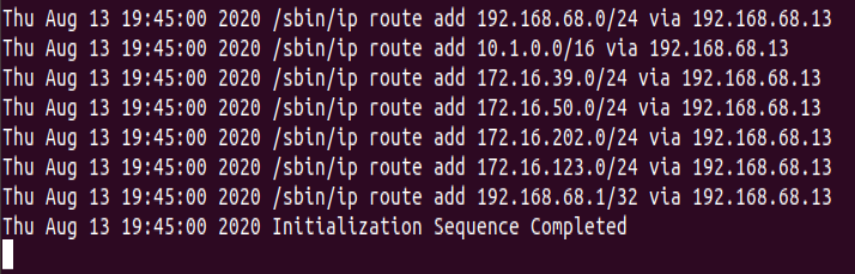 Thu Aug 13 19:45:00 2020 /sbin/ip route add 192.168.68.0/24 via 192.168.68.13
Thu Aug 13 19:45:00 2020 /sbin/ip route add 10.1.0.0/16 via 192.168.68.13
Thu Aug 13 19:45:00 2020 /sbin/ip route add 172.16.39.0/24 via 192.168.68.13
Thu Aug 13 19:45:00 2020 /sbin/ip route add 172.16.50.0/24 via 192.168.68.13
Thu Aug 13 19:45:00 2020 /sbin/ip route add 172.16.202.0/24 via 192.168.68.13
Thu Aug 13 19:45:00 2020 /sbin/ip route add 172.16.123.0/24 via 192.168.68.13
Thu Aug 13 19:45:00 2020 /sbin/ip route add 192.168.68.1/32 via 192.168.68.13
Thu Aug 13 19:45:00 2020 Initialization Sequence Completed